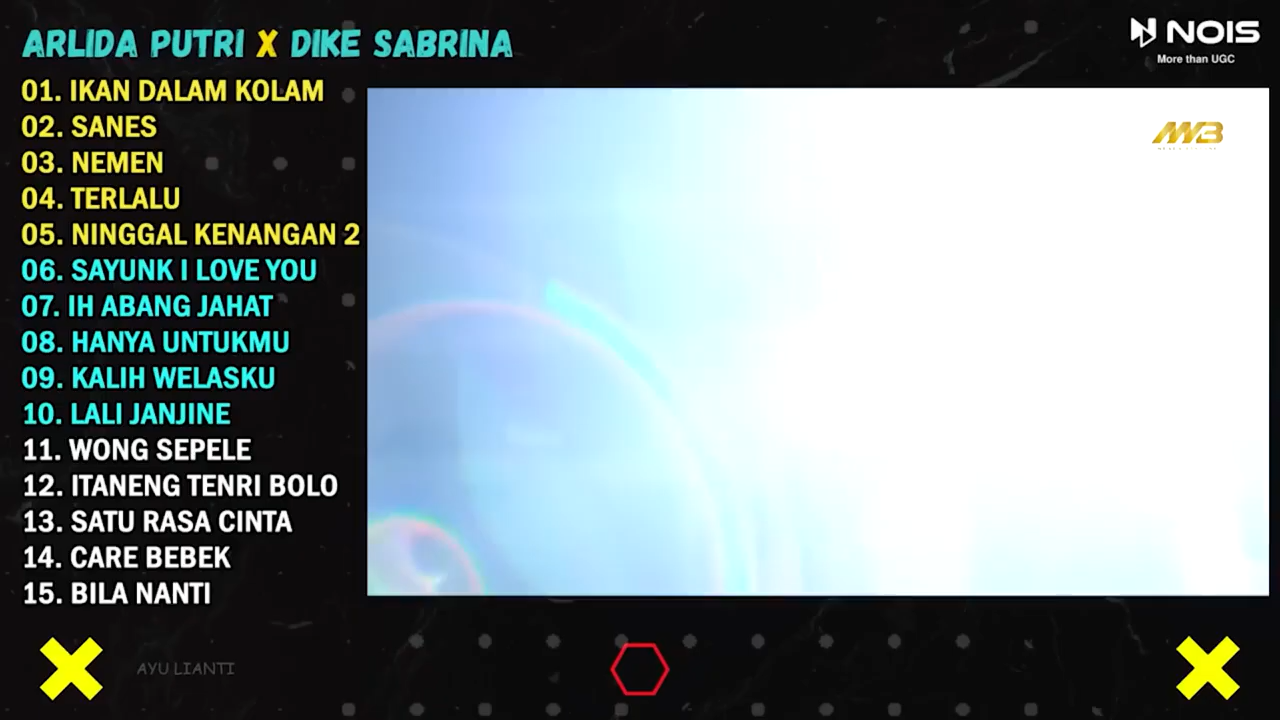 ARLIDA PUTRI X DIKE SABRINA
NOIS
More than UGC
01. IKAN DALAM KOLAM
02. SANES
03. NEMEN
04. TERLALU
05. NINGGAL KENANGAN 2
06. SAYUNK I LOVE YOU
07. IH ABANG JAHAT
08. HANYA UNTUKMU
09. KALIH WELASKU
10. LALI JANJINE
11. WONG SEPELE
12. ITANENG TENRI BOLO
13. SATU RASA CINTA
14. CARE BEBEK
15. BILA NANTI
AYU LIANTI